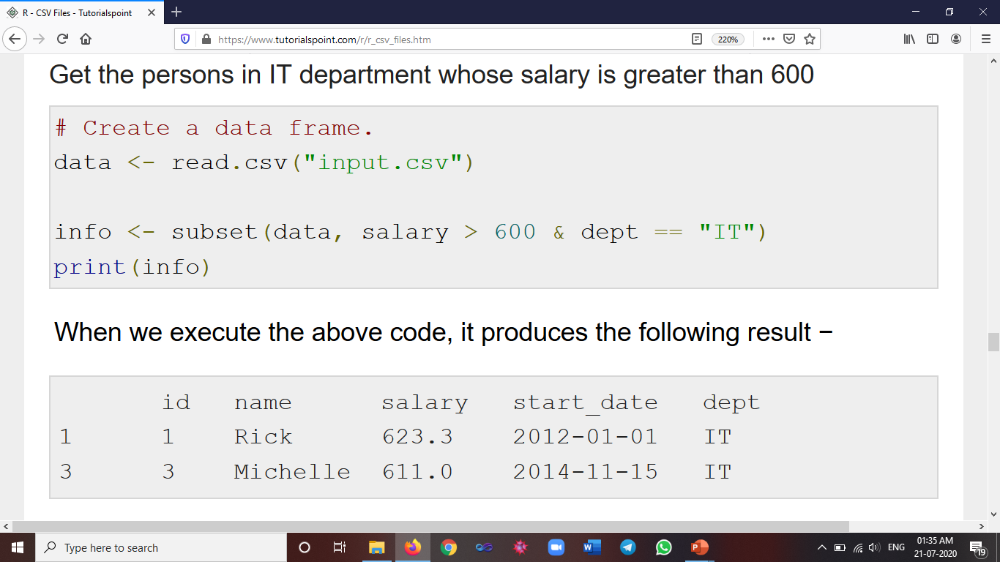 R - CSV Files - Tutorialspoint
https://www.tutorialspoint.com/r/r_csv_files.htm 220%
Get the persons in IT department whose salary is greater than 600
# Create a data frame.
data <- read.csv("input.csv")
info <- subset(data, salary > 600 & dept == "IT")
print(info)
When we execute the above code, it produces the following result −
id name salary start_date dept
1 1 Rick 623.3 2012-01-01 IT
3 3 Michelle 611.0 2014-11-15 IT
Type here to search
ENG
01:35 AM
21-07-2020
19